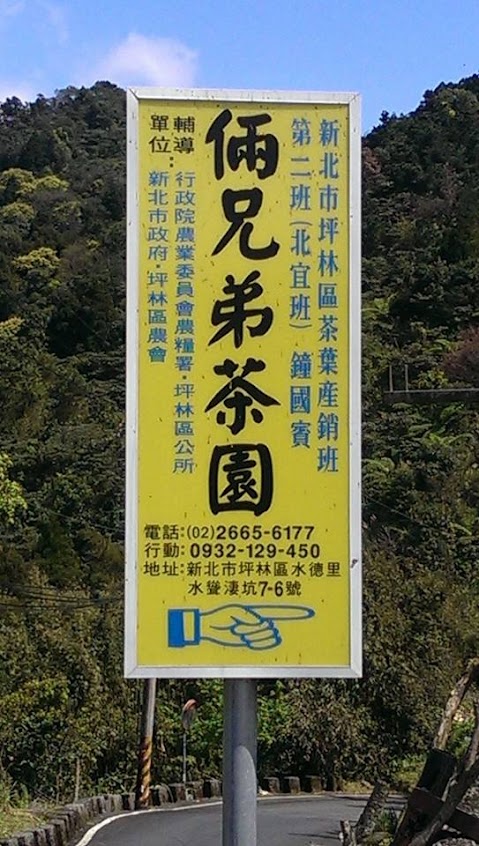 新北市坪林區茶葉產銷班
第二班(北宜班) 鐘國賓
俩兄弟茶園
輔導單位：
行政院農業委員會農糧署·坪林區公所
新北市政府·坪林區農會
電話:(02)2665-6177
行動:0932-129-450
地址:新北市坪林區水德里
水聳淒坑7-6號